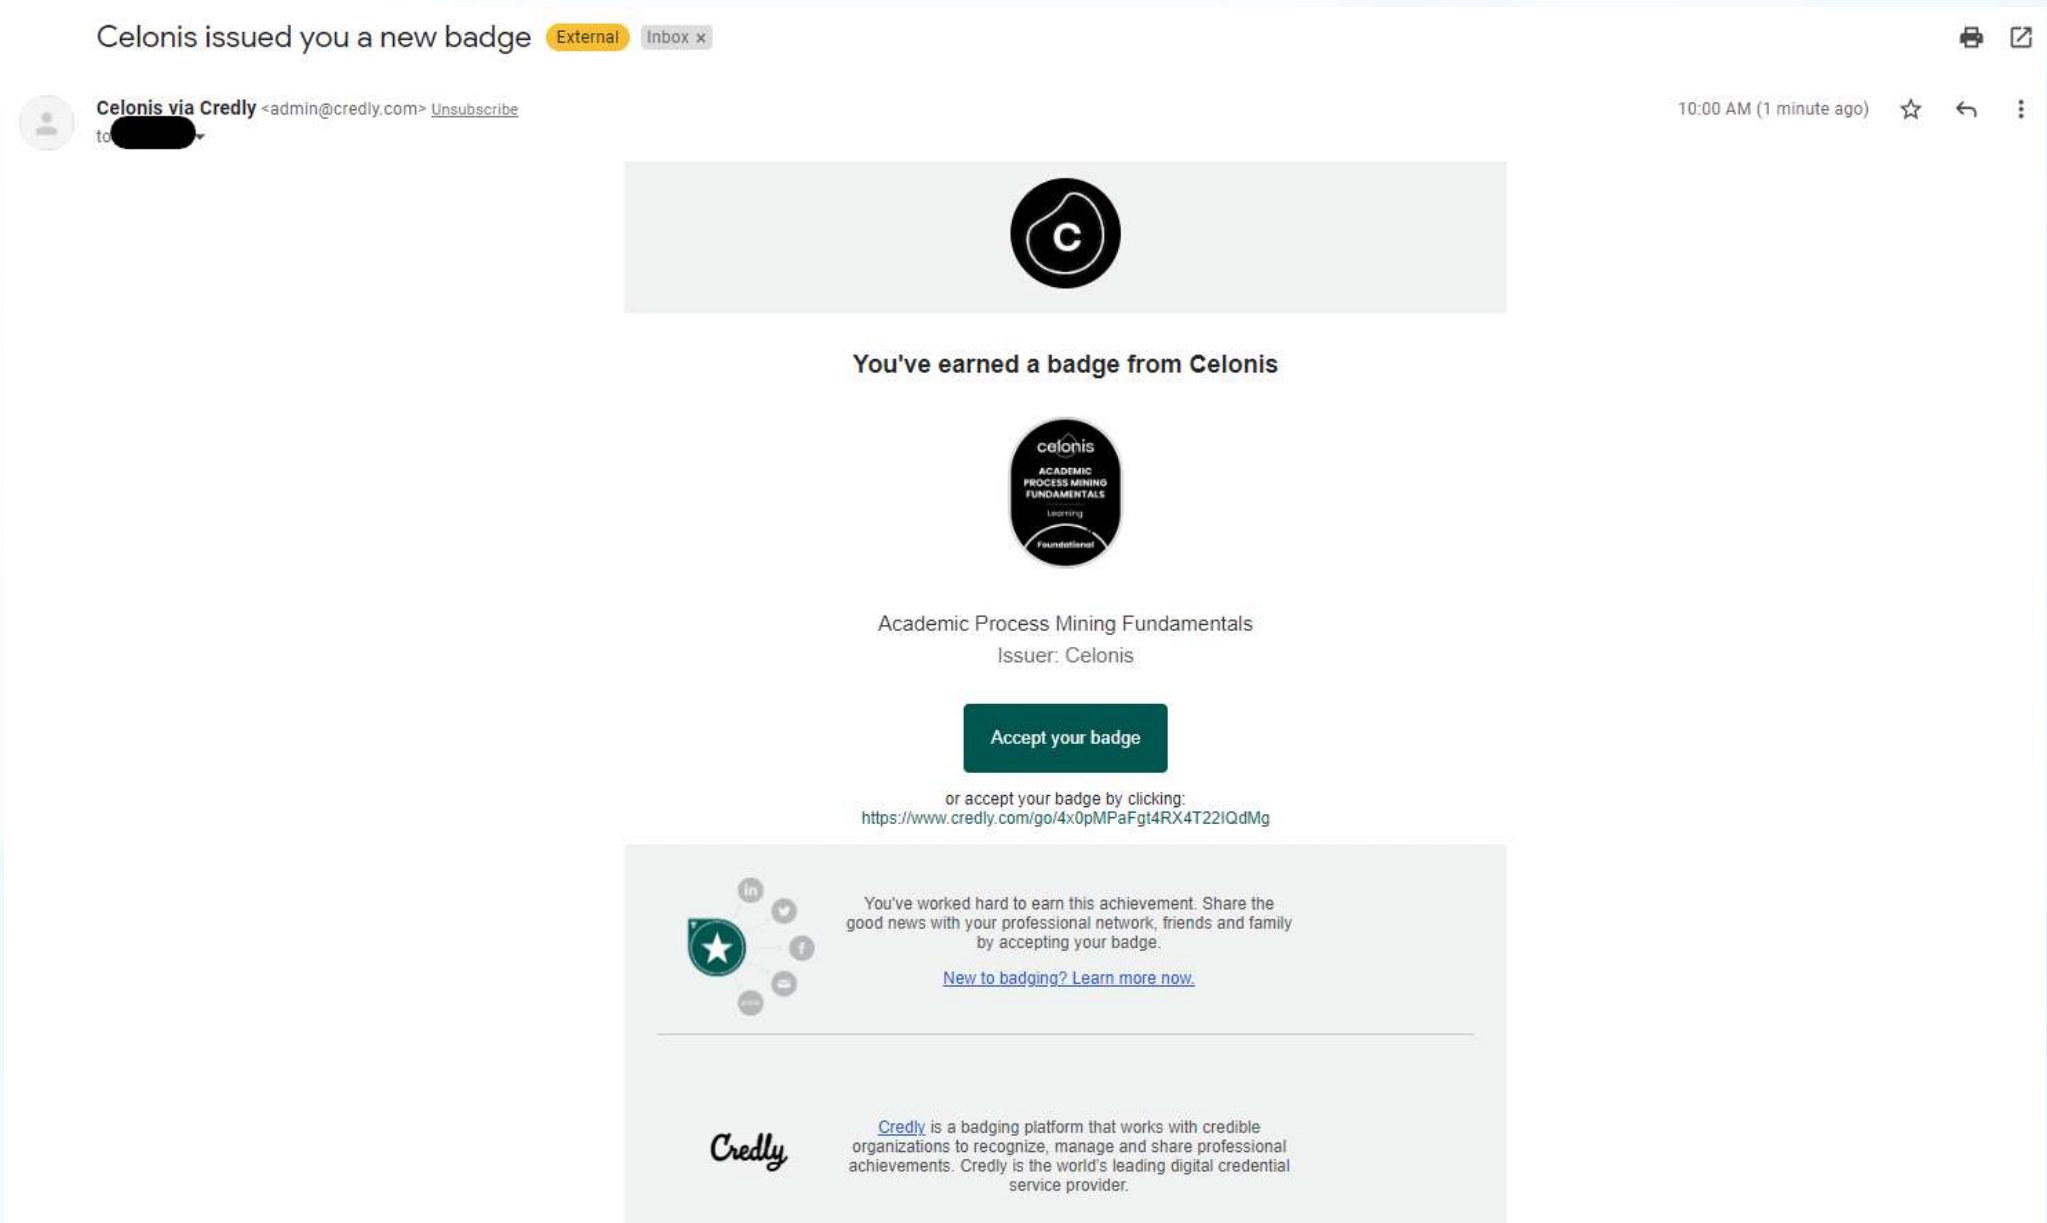 Celonis issued you a new badge External Inbox x
Celonis via Credly <admin@credly.com> Unsubscribe
10:00 AM (1 minute ago)
to
C
You've earned a badge from Celonis
celonis
ACADEMIC
PROCESS MINING
FUNDAMENTALS
Learning
Foundational
Academic Process Mining Fundamentals
Issuer: Celonis
Accept your badge
or accept your badge by clicking:
https://www.credly.com/go/4x0pMPaFgt4RX4T22IQdMg
in
f
You've worked hard to earn this achievement. Share the
good news with your professional network, friends and family
by accepting your badge.
New to badging? Learn more now.
Credly
Credly is a badging platform that works with credible
organizations to recognize, manage and share professional
achievements. Credly is the world's leading digital credential
service provider.